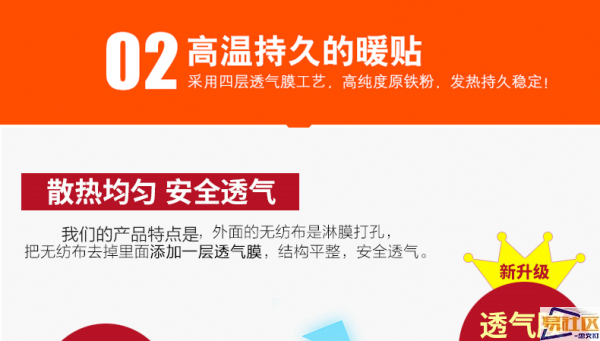 02 高温持久的暖贴
采用四层透气膜工艺，高纯度原铁粉，发热持久稳定!
散热均匀 安全透气
我们的产品特点是，外面的无纺布是淋膜打孔，
把无纺布去掉里面添加一层透气膜，结构平整，安全透气。
新升级
透气
易社区